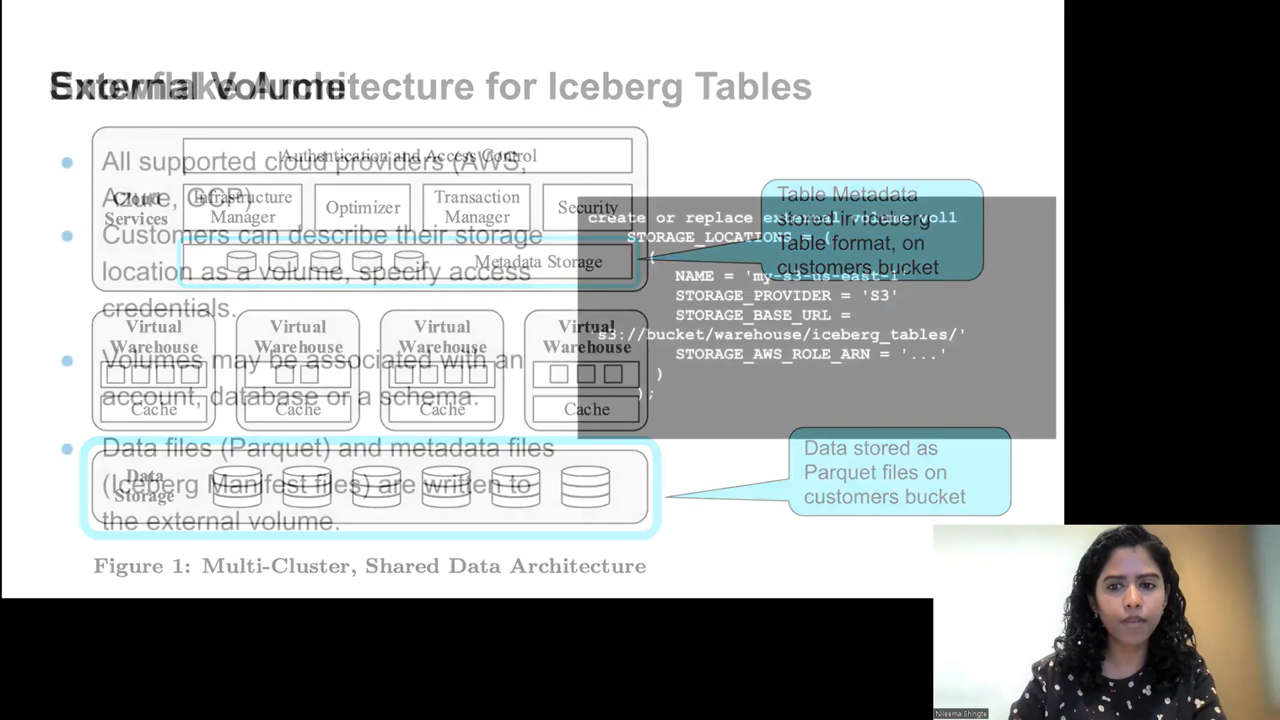 External Volume
Snowflake Architecture for Iceberg Tables
All supported cloud providers (AWS,
Azure, GCP)
Customers can describe their storage
location as a volume, specify access
credentials.
Volumes may be associated with an
account, database or a schema.
Data files (Parquet) and metadata files
(Iceberg Manifest files) are written to
the external volume.
create or replace external volume vol1
STORAGE_LOCATIONS = (
(
NAME = 'my-s3-us-east-1'
STORAGE_PROVIDER = 'S3'
STORAGE_BASE_URL =
's3://bucket/warehouse/iceberg_tables/'
STORAGE_AWS_ROLE_ARN = '...'
)
);
Authentication and Access Control
Cloud
Services
Infrastructure
Manager
Optimizer
Transaction
Manager
Security
Metadata Storage
Virtual
Warehouse
Cache
Virtual
Warehouse
Cache
Virtual
Warehouse
Cache
Virtual
Warehouse
Cache
Data
Storage
Table Metadata
stored in Iceberg
Table format, on
customers bucket
Data stored as
Parquet files on
customers bucket
Figure 1: Multi-Cluster, Shared Data Architecture
Nileema Shingte